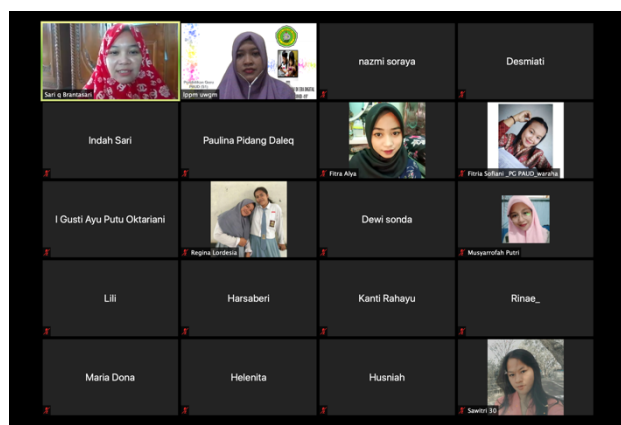 Sari q Brantasari
lppm uwgm
nazmi soraya
Desmiati
Indah Sari
Paulina Pidang Daleq
Fitra Alya
Fitria Sofiani _PG PAUD_waraha
I Gusti Ayu Putu Oktariani
Regina Lordesia
Dewi sonda
Musyarrofah Putri
Lili
Harsaberi
Kanti Rahayu
Rinae_
Maria Dona
Helenita
Husniah
Sawitri 30